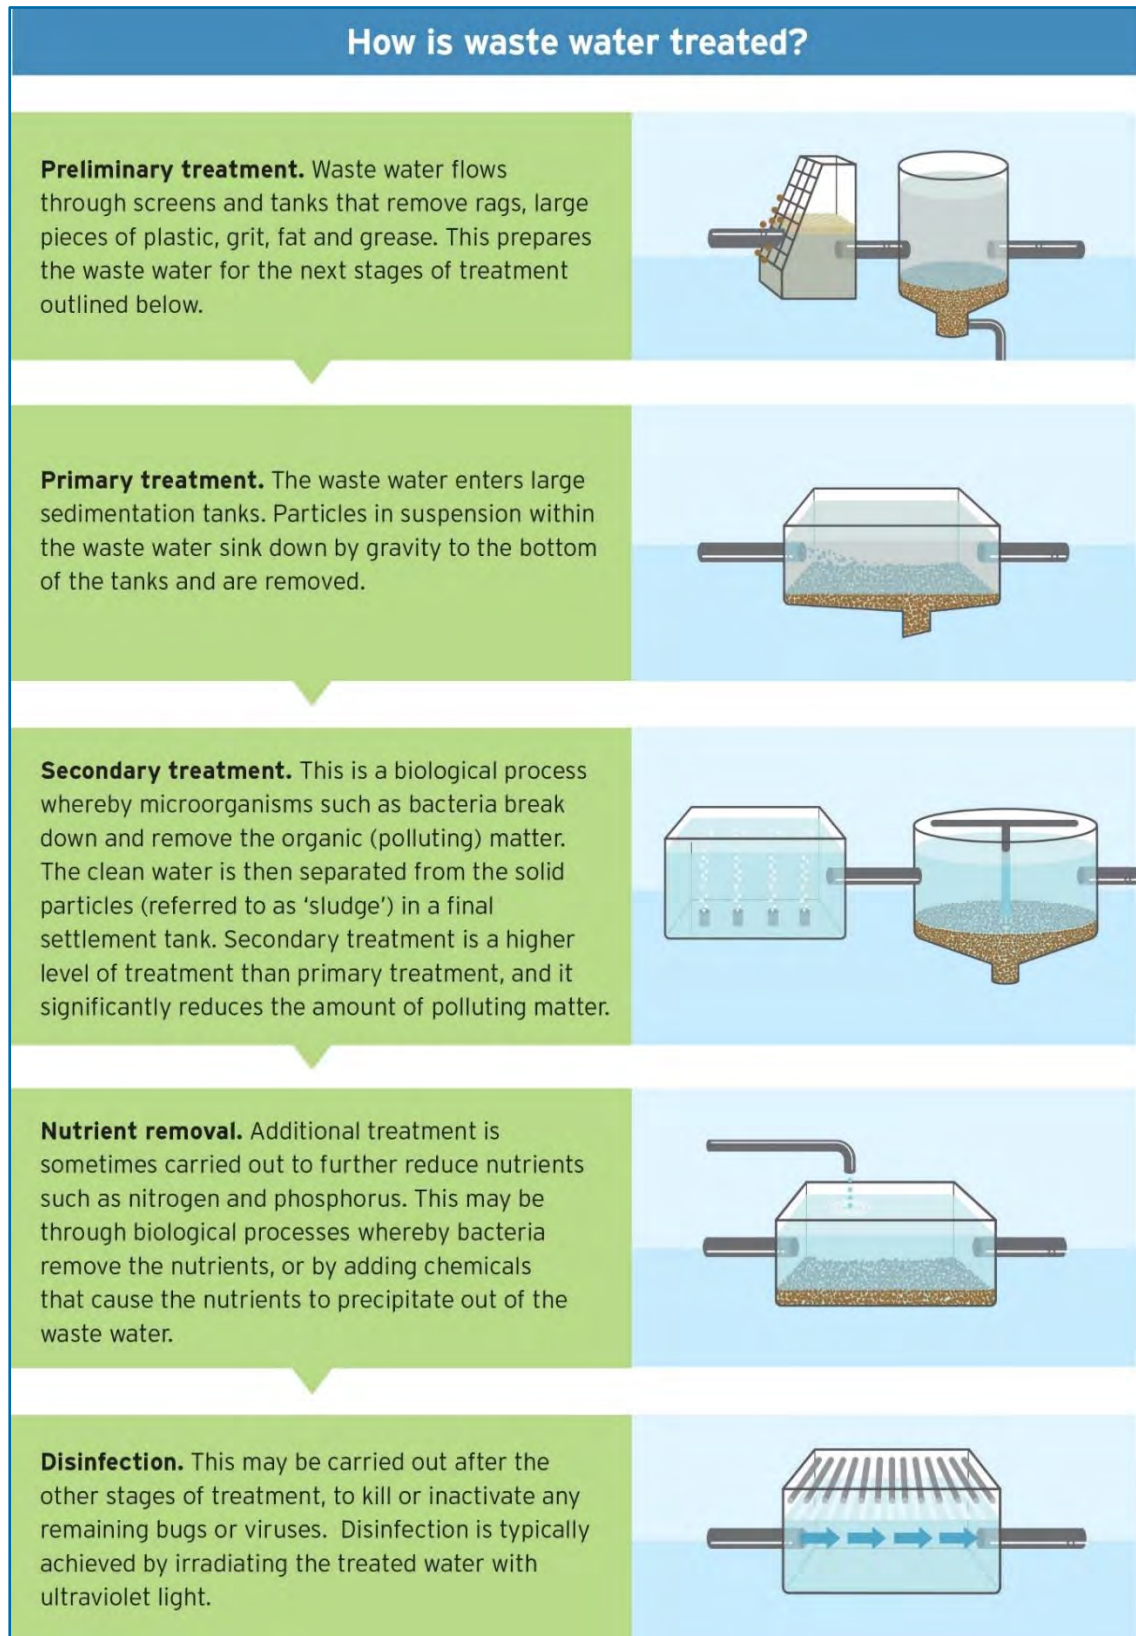 How is waste water treated?
Preliminary treatment. Waste water flows
through screens and tanks that remove rags, large
pieces of plastic, grit, fat and grease. This prepares
the waste water for the next stages of treatment
outlined below.
Primary treatment. The waste water enters large
sedimentation tanks. Particles in suspension within
the waste water sink down by gravity to the bottom
of the tanks and are removed.
Secondary treatment. This is a biological process
whereby microorganisms such as bacteria break
down and remove the organic (polluting) matter.
The clean water is then separated from the solid
particles (referred to as ‘sludge’) in a final
settlement tank. Secondary treatment is a higher
level of treatment than primary treatment, and it
significantly reduces the amount of polluting matter.
Nutrient removal. Additional treatment is
sometimes carried out to further reduce nutrients
such as nitrogen and phosphorus. This may be
through biological processes whereby bacteria
remove the nutrients, or by adding chemicals
that cause the nutrients to precipitate out of the
waste water.
Disinfection. This may be carried out after the
other stages of treatment, to kill or inactivate any
remaining bugs or viruses.  Disinfection is typically
achieved by irradiating the treated water with
ultraviolet light.